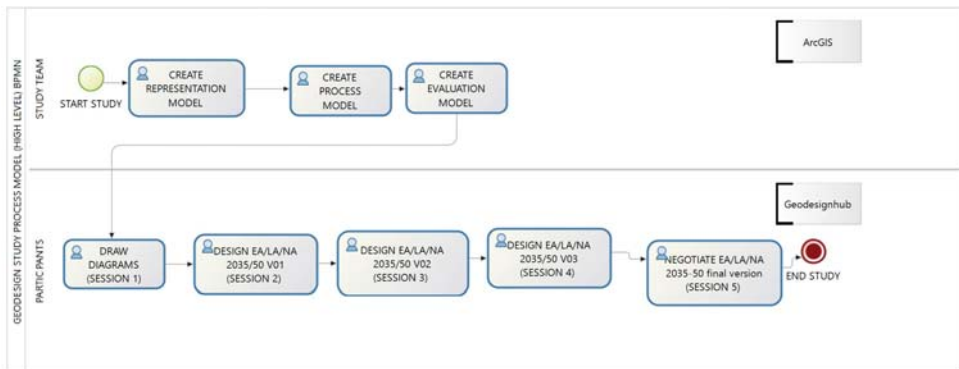 GEODESIGN STUDY PROCESS MODEL (HIGH LEVEL) BPMN
STUDY TEAM
START STUDY
CREATE
REPRESENTATION
MODEL
CREATE
PROCESS
MODEL
CREATE
EVALUATION
MODEL
ArcGIS
PARTIC PANTS
DRAW
DIAGRAMS
(SESSION 1)
DESIGN EA/LA/NA
2035/50 V01
(SESSION 2)
DESIGN EA/LA/NA
2035/50 V02
(SESSION 3)
DESIGN EA/LA/NA
2035/50 V03
(SESSION 4)
NEGOTIATE EA/LA/NA
2035-50 final version
(SESSION 5)
Geodesignhub
END STUDY